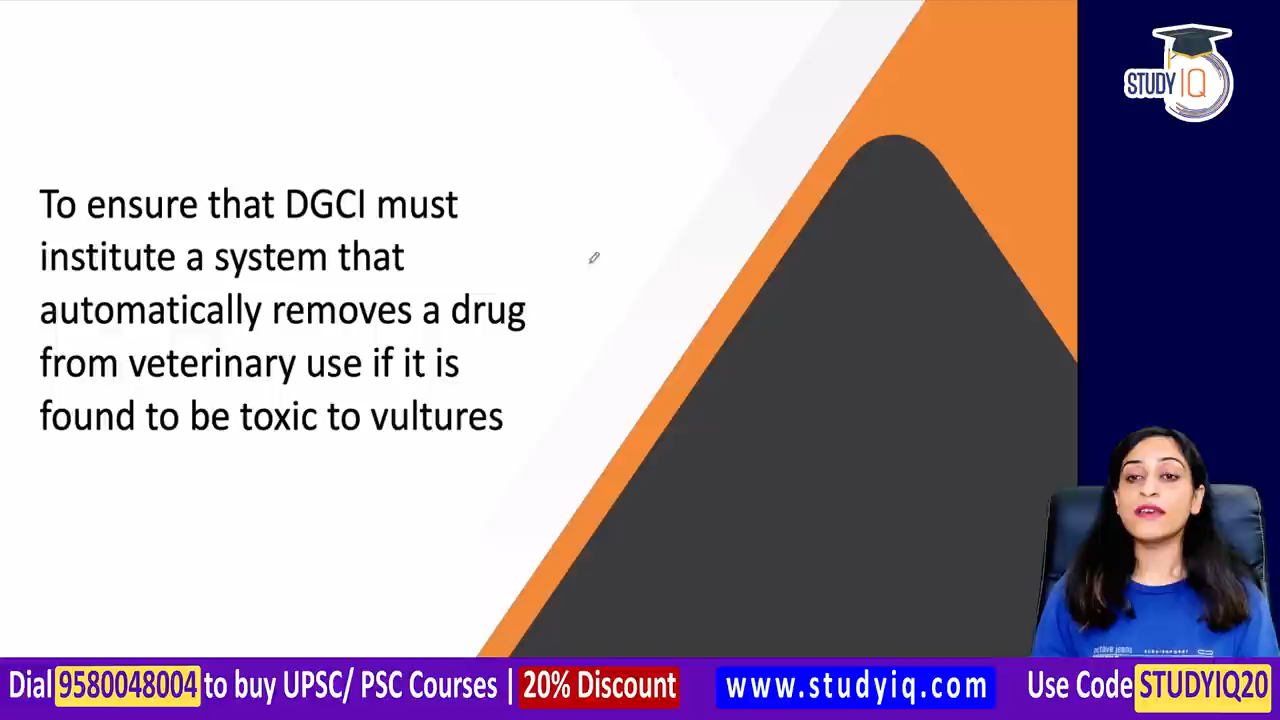 STUDY IQ
To ensure that DGCI must
institute a system that
automatically removes a drug
from veterinary use if it is
found to be toxic to vultures
octave jeans
Dial 9580048004 to buy UPSC/ PSC Courses | 20% Discount www.studyiq.com Use Code STUDYIQ20